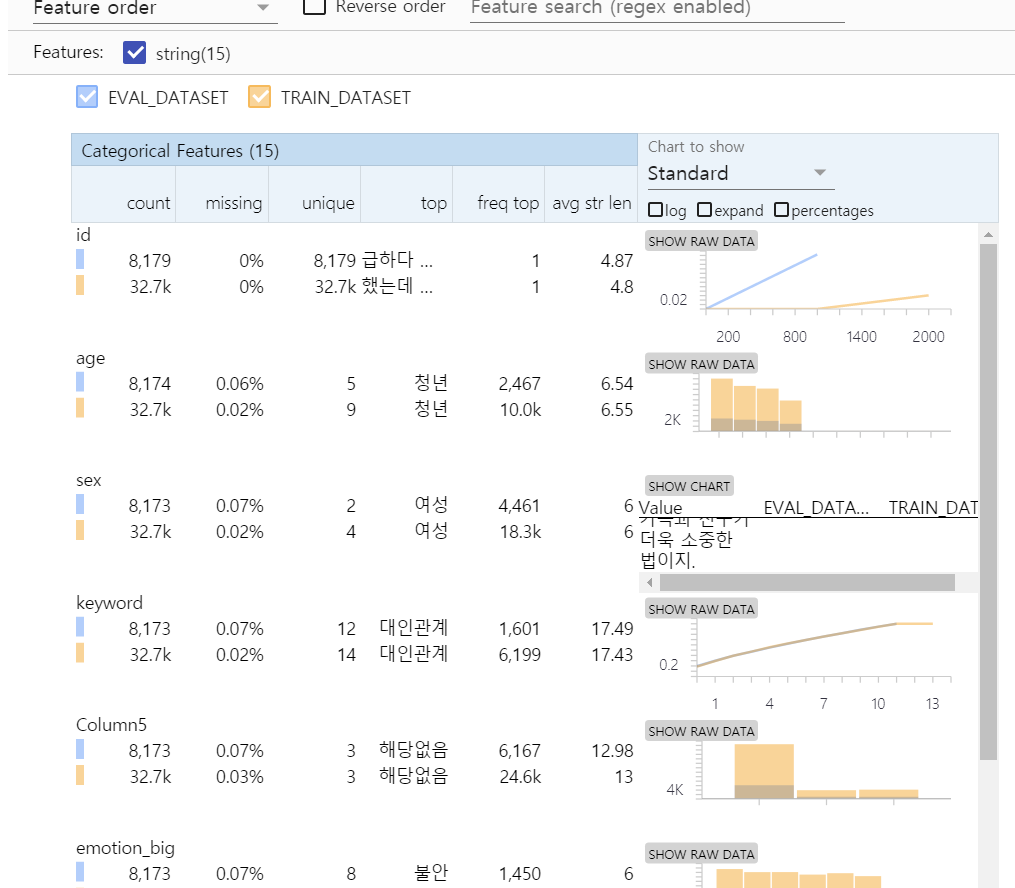 Feature order Reverse order Feature search (regex enabled)
Features: string(15)
EVAL_DATASET TRAIN_DATASET
Categorical Features (15)
Chart to show
Standard
count missing unique top freq top avg str len
log expand percentages
id
SHOW RAW DATA
8,179 0% 8,179 급하다 ... 1 4.87
32.7k 0% 32.7k 했는데 ... 1 4.8
0.02
200 800 1400 2000
age
SHOW RAW DATA
8,174 0.06% 5 청년 2,467 6.54
32.7k 0.02% 9 청년 10.0k 6.55
2K
sex
SHOW CHART
8,173 0.07% 2 여성 4,461 6
32.7k 0.02% 4 여성 18.3k 6
Value EVAL_DATA... TRAIN_DAT
더욱 소중한
법이지.
keyword
SHOW RAW DATA
8,173 0.07% 12 대인관계 1,601 17.49
32.7k 0.02% 14 대인관계 6,199 17.43
0.2
1 4 7 10 13
Column5
SHOW RAW DATA
8,173 0.07% 3 해당없음 6,167 12.98
32.7k 0.03% 3 해당없음 24.6k 13
4K
emotion_big
SHOW RAW DATA
8,173 0.07% 8 불안 1,450 6